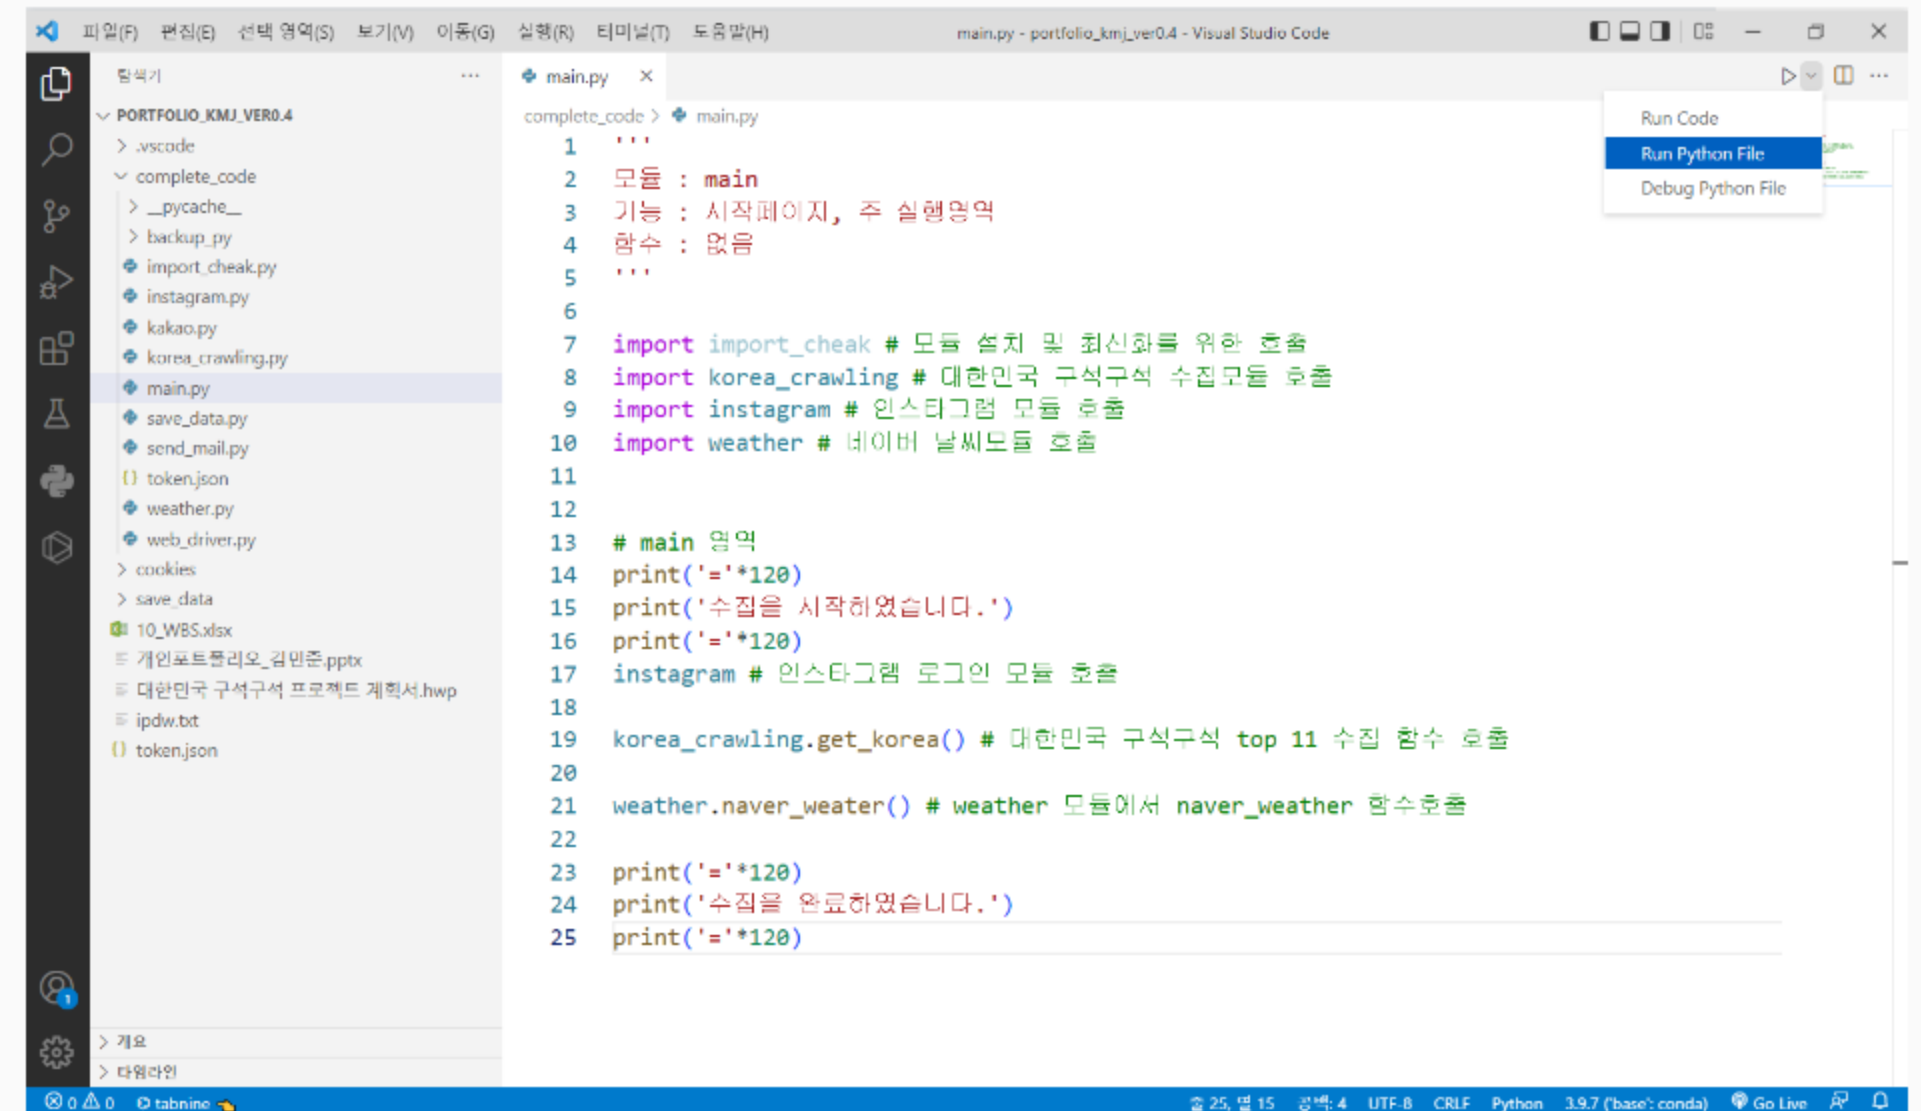 파일(F) 편집(E) 선택 영역(S) 보기(V) 이동(G) 실행(R) 터미널(T) 도움말(H) main.py - portfolio_kmj_ver0.4 - Visual Studio Code
탐색기 ···
PORTFOLIO_KMJ_VER0.4
.vscode
complete_code
__pycache__
backup_py
import_cheak.py
instagram.py
kakao.py
korea_crawling.py
main.py
save_data.py
send_mail.py
{} token.json
weather.py
web_driver.py
cookies
save_data
10_WBS.xlsx
개인포트폴리오_김민준.pptx
대한민국 구석구석 프로젝트 계획서.hwp
ipdw.txt
{} token.json
개요
타임라인
main.py
complete_code > main.py
Run Code
Run Python File
Debug Python File
1 '''
2 모듈 : main
3 기능 : 시작페이지, 주 실행영역
4 함수 : 없음
5 '''
6
7 import import_cheak # 모듈 설치 및 최신화를 위한 호출
8 import korea_crawling # 대한민국 구석구석 수집모듈 호출
9 import instagram # 인스타그램 모듈 호출
10 import weather # 네이버 날씨모듈 호출
11
12
13 # main 영역
14 print('='*120)
15 print('수집을 시작하였습니다.')
16 print('='*120)
17 instagram # 인스타그램 로그인 모듈 호출
18
19 korea_crawling.get_korea() # 대한민국 구석구석 top 11 수집 함수 호출
20
21 weather.naver_weater() # weather 모듈에서 naver_weather 함수호출
22
23 print('='*120)
24 print('수집을 완료하였습니다.')
25 print('='*120)
1
0 0 tabnine 줄 25, 열 15 공백: 4 UTF-8 CRLF Python 3.9.7 ('base': conda) Go Live